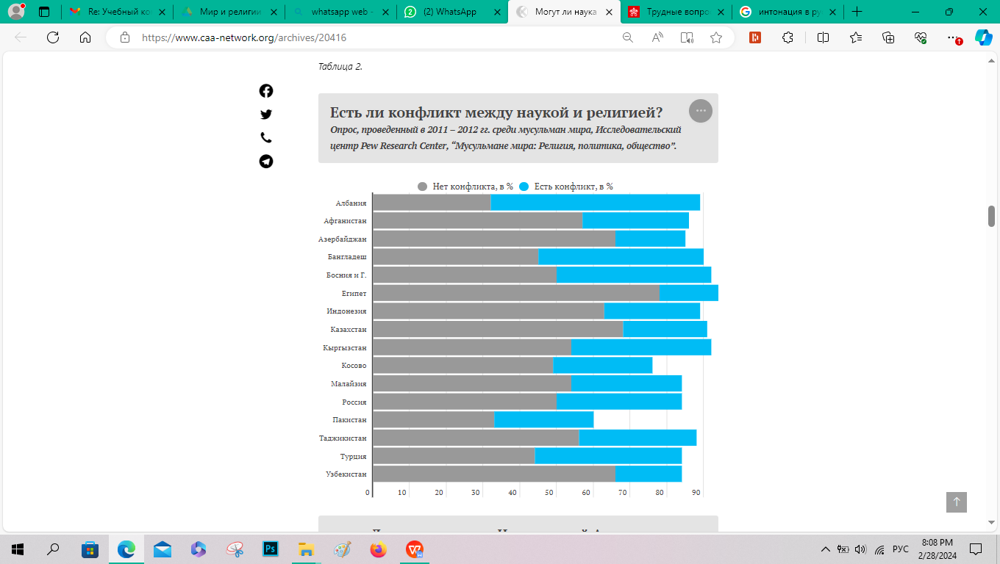 Re: Учебный ко
Мир и религии
whatsapp web -
(2) WhatsApp
Могут ли наука
Трудные вопро
интонация в ру
https://www.caa-network.org/archives/20416
Таблица 2.
Есть ли конфликт между наукой и религией?
Опрос, проведенный в 2011 – 2012 гг. среди мусульман мира, Исследовательский
центр Pew Research Center, “Мусульмане мира: Религия, политика, общество”.
Нет конфликта, в % Есть конфликт, в %
Албания
Афганистан
Азербайджан
Бангладеш
Босния и Г.
Египет
Индонезия
Казахстан
Кыргызстан
Косово
Малайзия
Россия
Пакистан
Таджикистан
Турция
Узбекистан
0 10 20 30 40 50 60 70 80 90
Ps
РУС
8:08 PM
2/28/2024